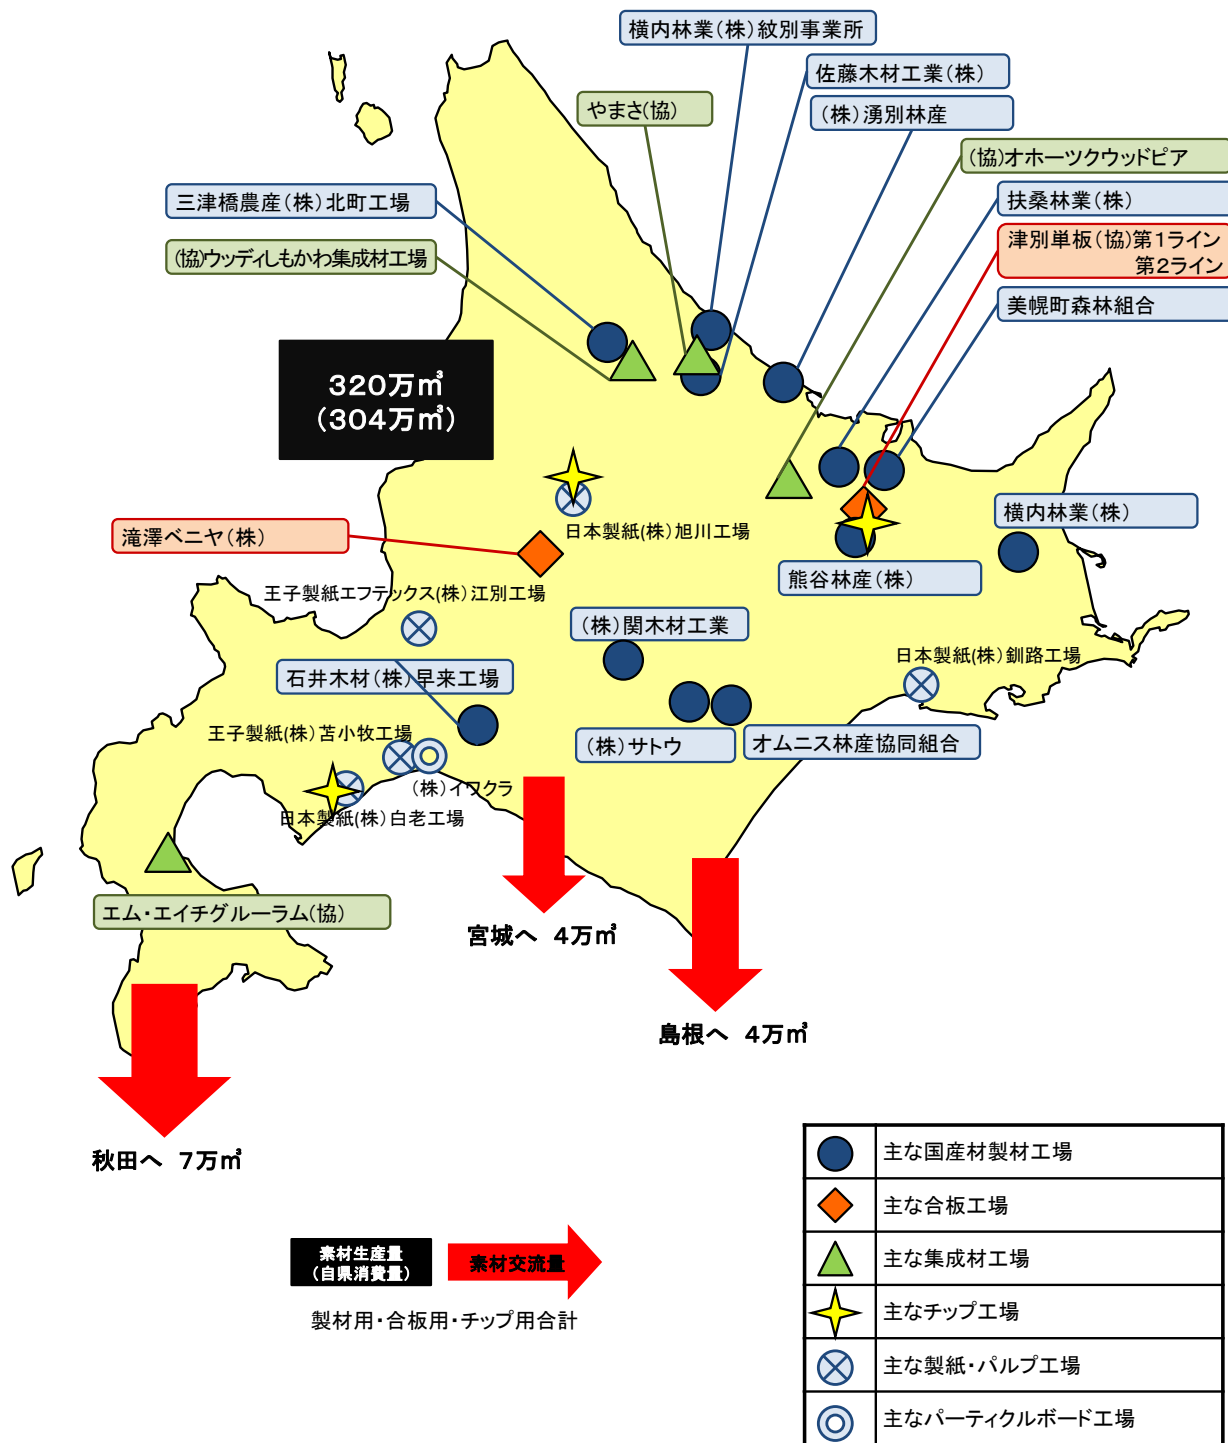 横内林業(株)紋別事業所
佐藤木材工業(株)
やまさ(協)
(株)湧別林産
(協)オホーツクウッドピア
三津橋農産(株)北町工場
扶桑林業(株)
津別単板(協)第1ライン
第2ライン
(協)ウッディしもかわ集成材工場
美幌町森林組合
320万㎥
(304万㎥)
横内林業(株)
滝澤ベニヤ(株)
日本製紙(株)旭川工場
熊谷林産(株)
王子製紙エフテックス(株)江別工場
(株)関木材工業
日本製紙(株)釧路工場
石井木材(株)早来工場
王子製紙(株)苫小牧工場
(株)サトウ
オムニス林産協同組合
(株)イワクラ
日本製紙(株)白老工場
エム・エイチグルーラム(協)
宮城へ 4万㎥
島根へ 4万㎥
秋田へ 7万㎥
主な国産材製材工場
主な合板工場
主な集成材工場
主なチップ工場
主な製紙・パルプ工場
主なパーティクルボード工場
素材生産量
(自県消費量)
素材交流量
製材用・合板用・チップ用合計